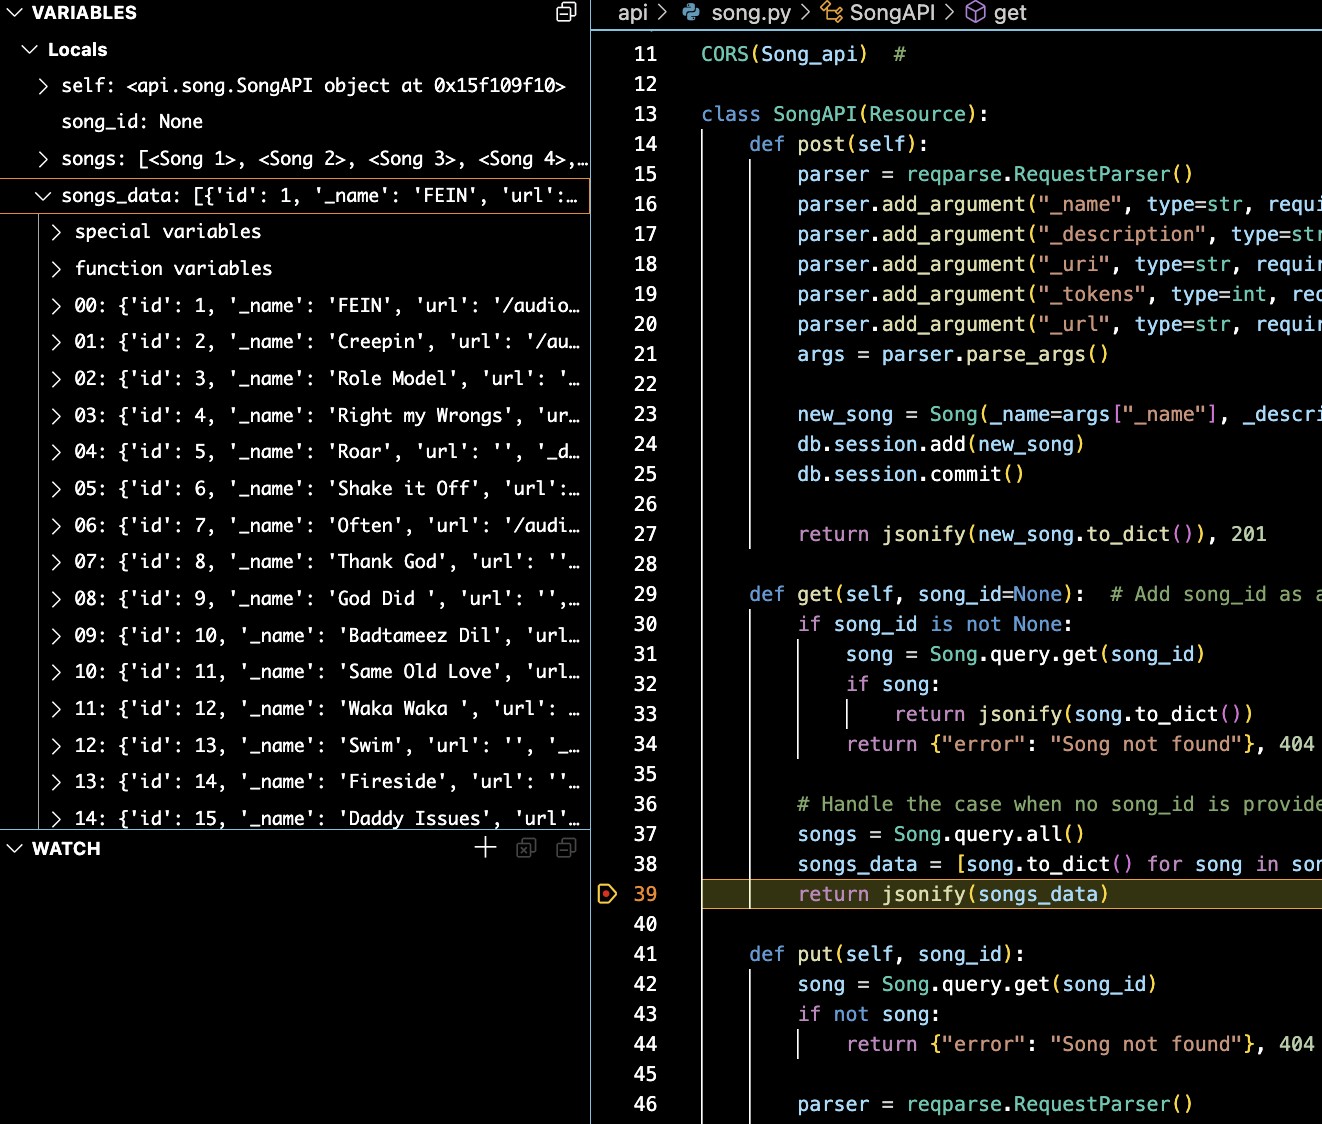 VARIABLES
Locals
self: <api.song.SongAPI object at 0x15f109f10>
song_id: None
songs: [<Song 1>, <Song 2>, <Song 3>, <Song 4>,…
songs_data: [{'id': 1, '_name': 'FEIN', 'url':…
special variables
function variables
00: {'id': 1, '_name': 'FEIN', 'url': '/audio…
01: {'id': 2, '_name': 'Creepin', 'url': '/au…
02: {'id': 3, '_name': 'Role Model', 'url': '…
03: {'id': 4, '_name': 'Right my Wrongs', 'ur…
04: {'id': 5, '_name': 'Roar', 'url': '', '_d…
05: {'id': 6, '_name': 'Shake it Off', 'url':…
06: {'id': 7, '_name': 'Often', 'url': '/audi…
07: {'id': 8, '_name': 'Thank God', 'url': ''…
08: {'id': 9, '_name': 'God Did ', 'url': '',…
09: {'id': 10, '_name': 'Badtameez Dil', 'url…
10: {'id': 11, '_name': 'Same Old Love', 'url…
11: {'id': 12, '_name': 'Waka Waka ', 'url': …
12: {'id': 13, '_name': 'Swim', 'url': '', '_…
13: {'id': 14, '_name': 'Fireside', 'url': ''…
14: {'id': 15, '_name': 'Daddy Issues', 'url'…
WATCH
api > song.py > SongAPI > get
11 CORS(Song_api)  #
12
13 class SongAPI(Resource):
14     def post(self):
15         parser = reqparse.RequestParser()
16         parser.add_argument("_name", type=str, requi
17         parser.add_argument("_description", type=str
18         parser.add_argument("_uri", type=str, requir
19         parser.add_argument("_tokens", type=int, req
20         parser.add_argument("_url", type=str, requir
21         args = parser.parse_args()
22
23         new_song = Song(_name=args["_name"], _descri
24         db.session.add(new_song)
25         db.session.commit()
26
27         return jsonify(new_song.to_dict()), 201
28
29     def get(self, song_id=None):  # Add song_id as a
30         if song_id is not None:
31             song = Song.query.get(song_id)
32             if song:
33                 return jsonify(song.to_dict())
34             return {"error": "Song not found"}, 404
35
36         # Handle the case when no song_id is provide
37         songs = Song.query.all()
38         songs_data = [song.to_dict() for song in son
39         return jsonify(songs_data)
40
41     def put(self, song_id):
42         song = Song.query.get(song_id)
43         if not song:
44             return {"error": "Song not found"}, 404
45
46         parser = reqparse.RequestParser()